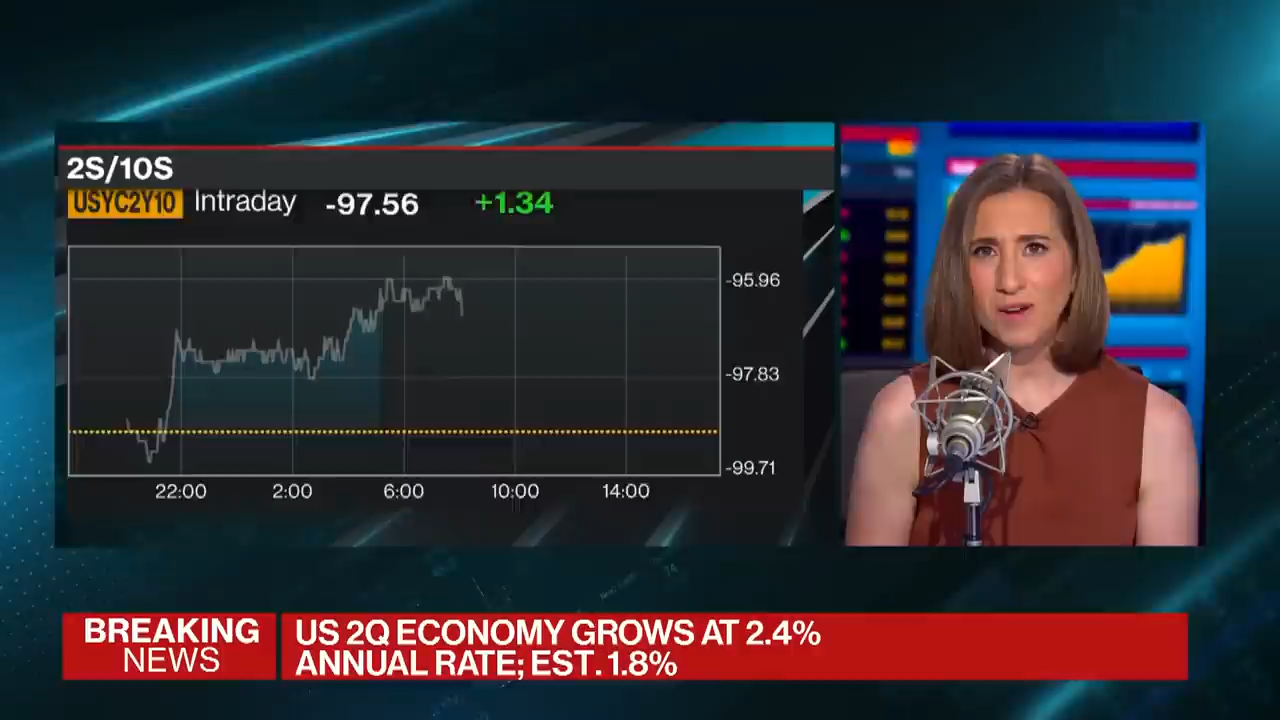 2S/10S
USYC2Y10 Intraday -97.56 +1.34
-95.96
-97.83
-99.71
22:00 2:00 6:00 10:00 14:00
BREAKING
NEWS
US 2Q ECONOMY GROWS AT 2.4%
ANNUAL RATE; EST. 1.8%